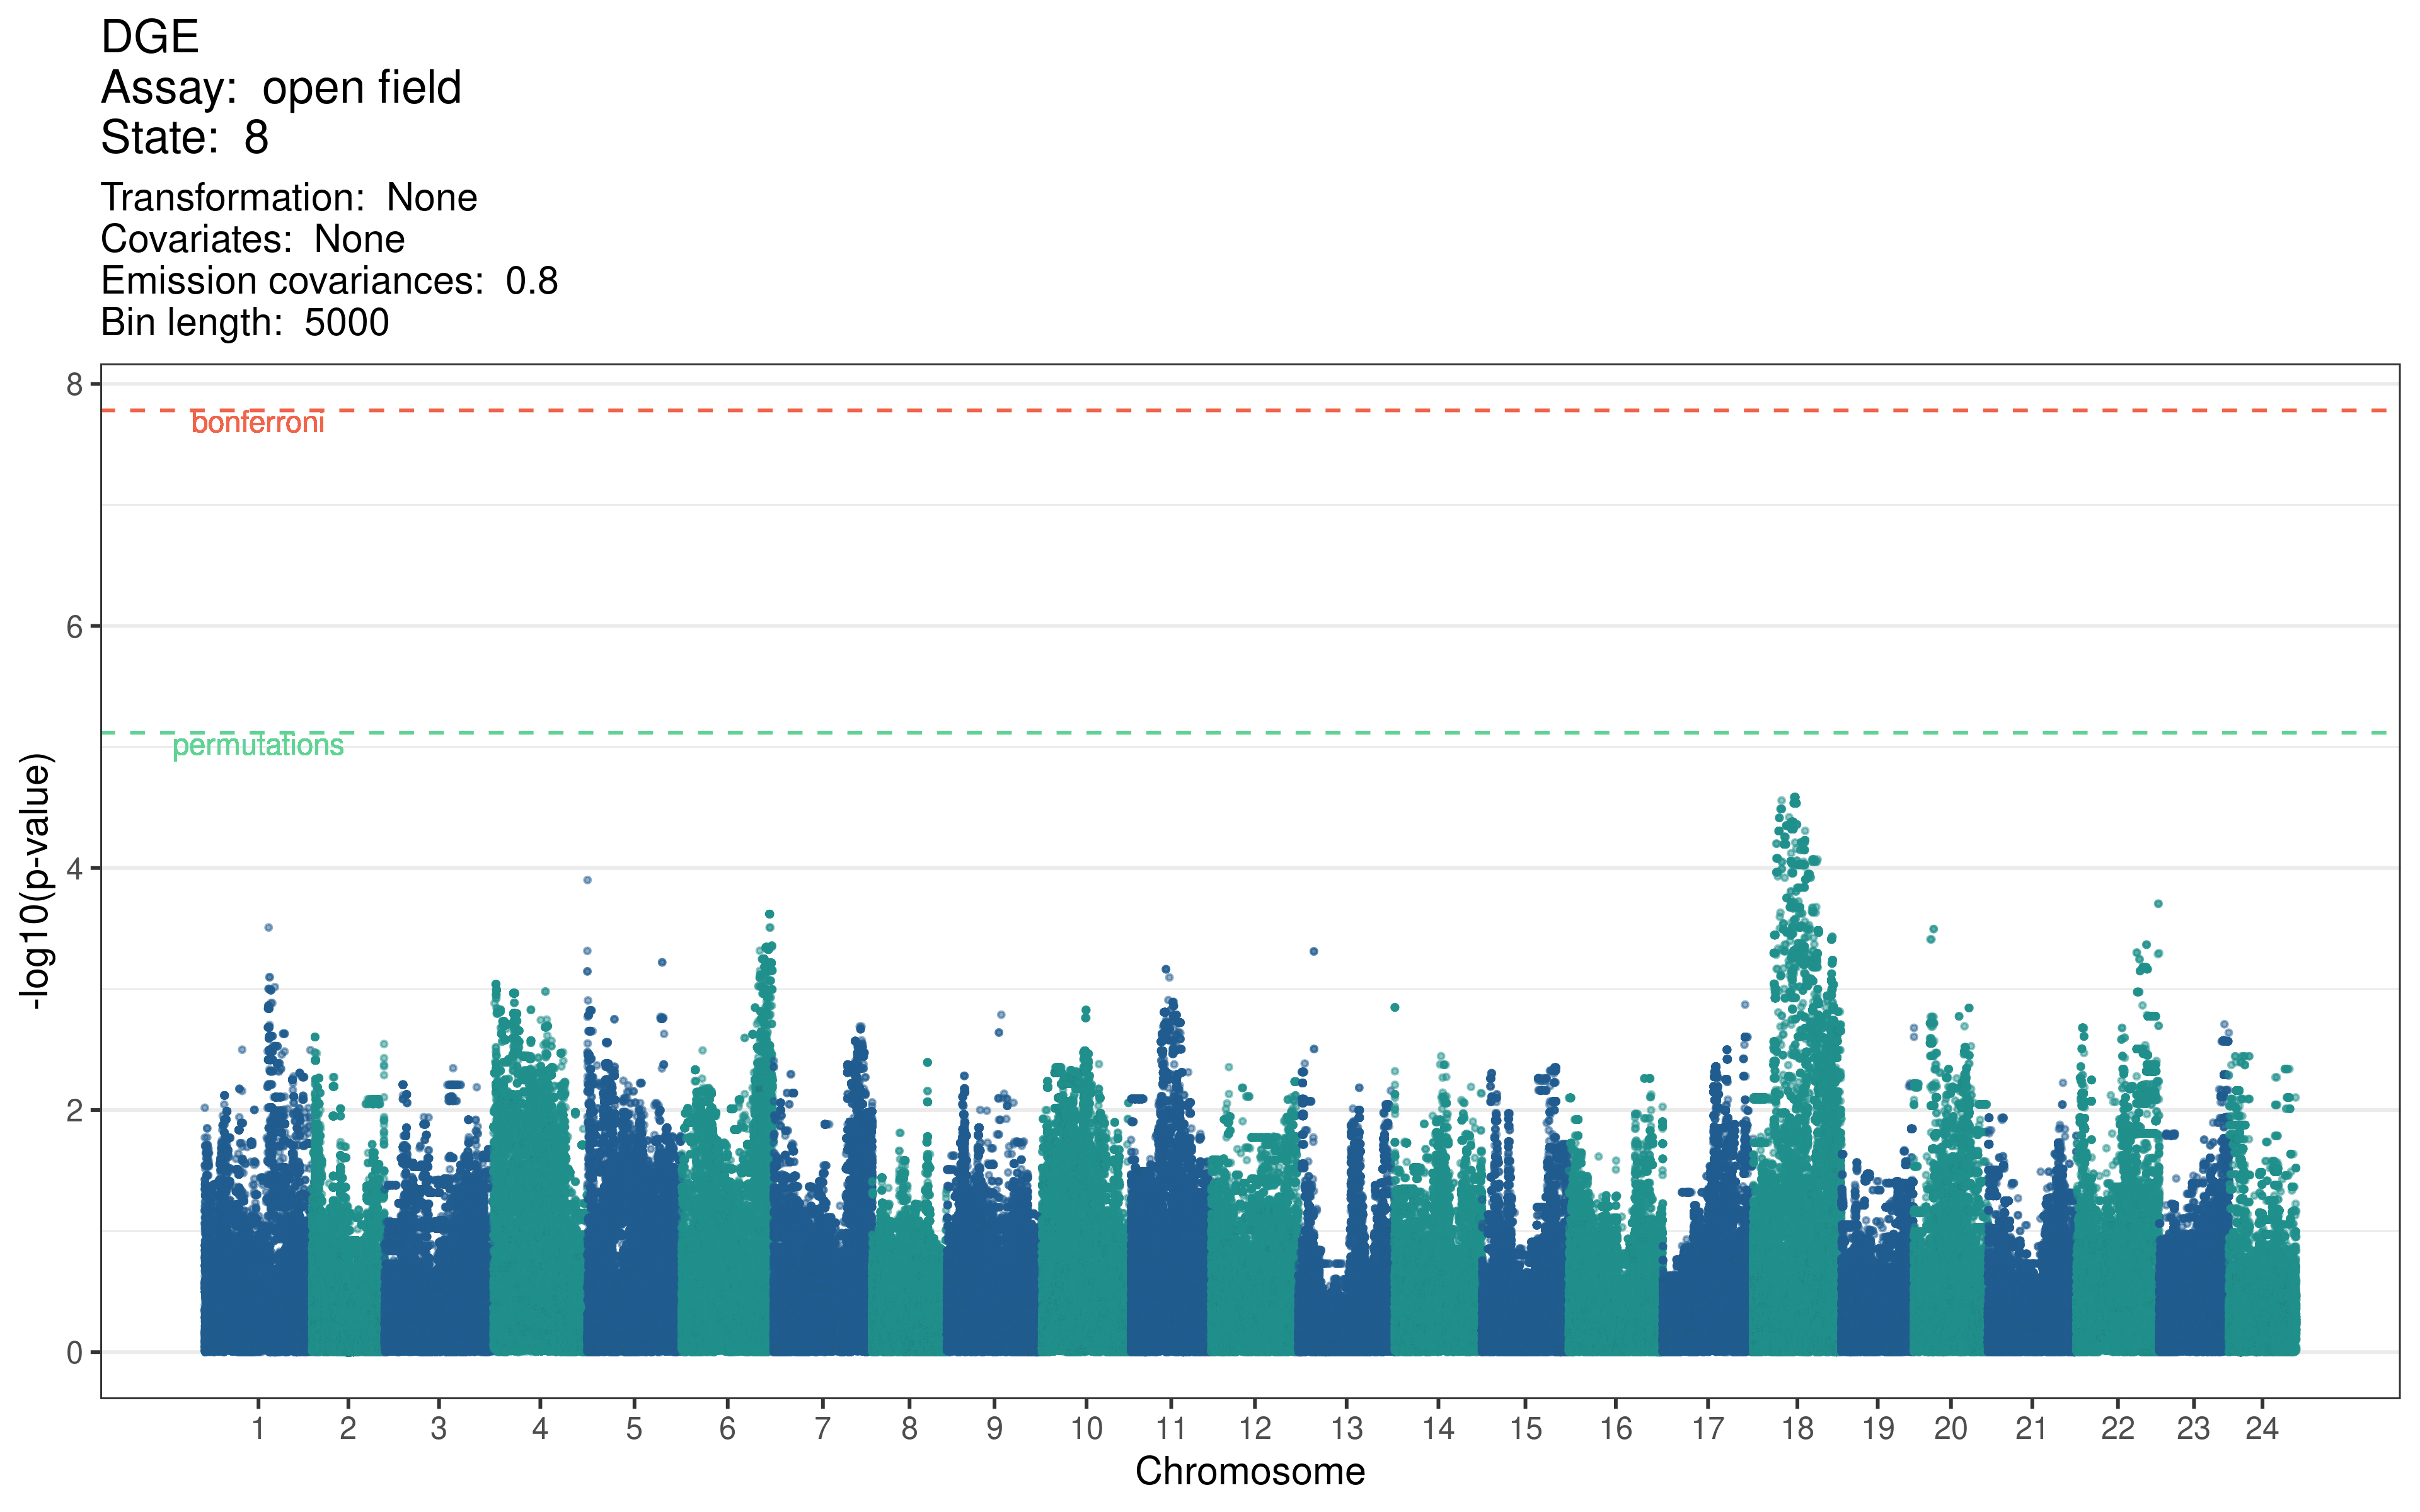 DGE
Assay:  open field
State:  8
Transformation:  None
Covariates:  None
Emission covariances:  0.8
Bin length:  5000
8
bonferroni
6
permutations
4
2
0
-log10(p-value)
1 2 3 4 5 6 7 8 9 10 11 12 13 14 15 16 17 18 19 20 21 22 23 24
Chromosome